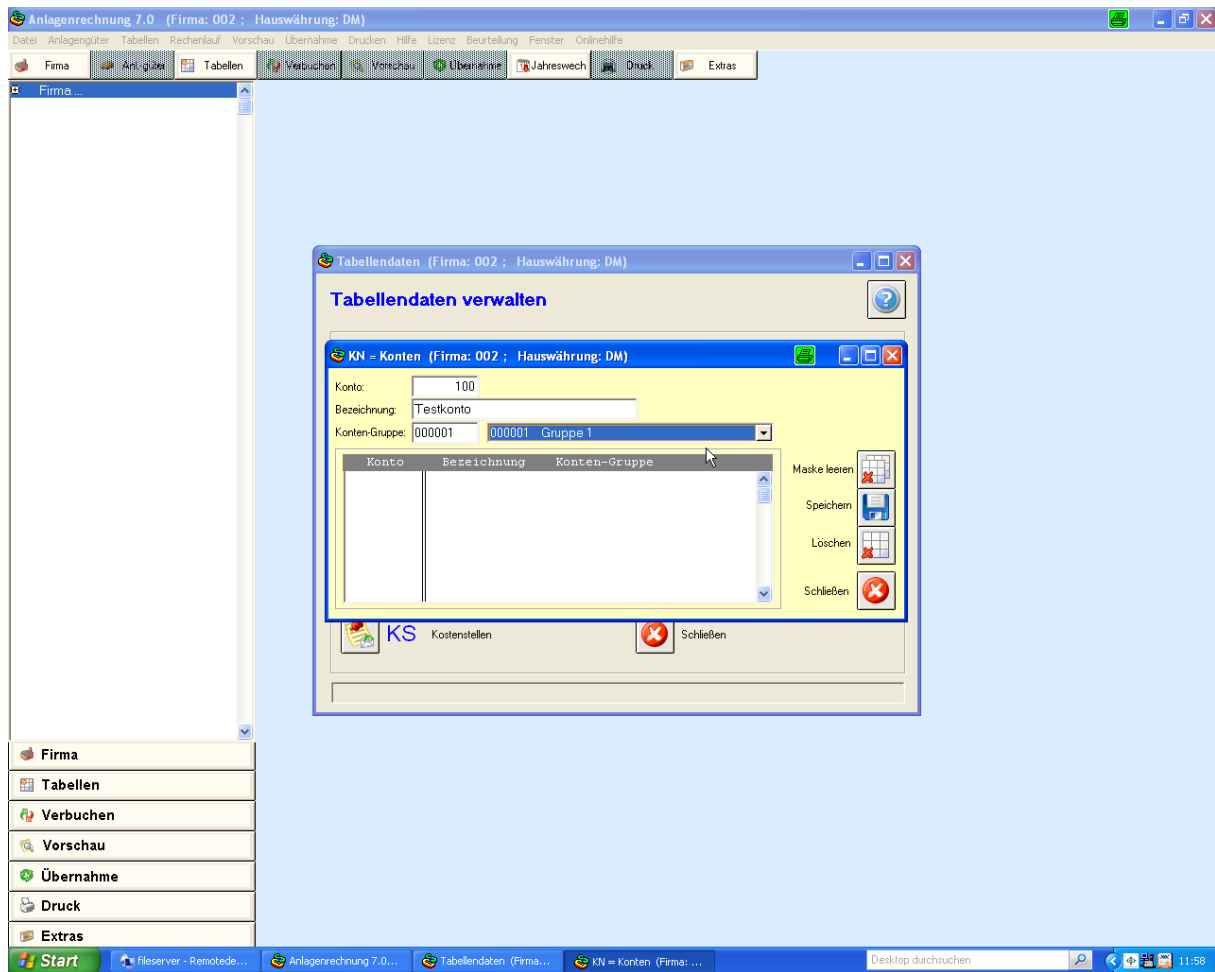 Anlagenrechnung 7.0 (Firma: 002 ; Hauswährung: DM)
Datei Anlagengüter Tabellen Rechenlauf Vorschau Übernahme Drucken Hilfe Lizenz Beurteilung Fenster Onlinehilfe
Firma Anl.-güter Tabellen Verbuchen Vorschau Übernahme Jahreswech Druck Extras
Firma...
Tabellendaten (Firma: 002 ; Hauswährung: DM)
Tabellendaten verwalten
KN = Konten (Firma: 002 ; Hauswährung: DM)
Konto: 100
Bezeichnung: Testkonto
Konten-Gruppe: 000001 000001 Gruppe 1
Konto Bezeichnung Konten-Gruppe
Maske leeren
Speichern
Löschen
Schließen
KS Kostenstellen Schließen
Firma
Tabellen
Verbuchen
Vorschau
Übernahme
Druck
Extras
Start fileserver - Remotede... Anlagenrechnung 7.0... Tabellendaten (Firma... KN = Konten (Firma: ... Desktop durchsuchen 11:58